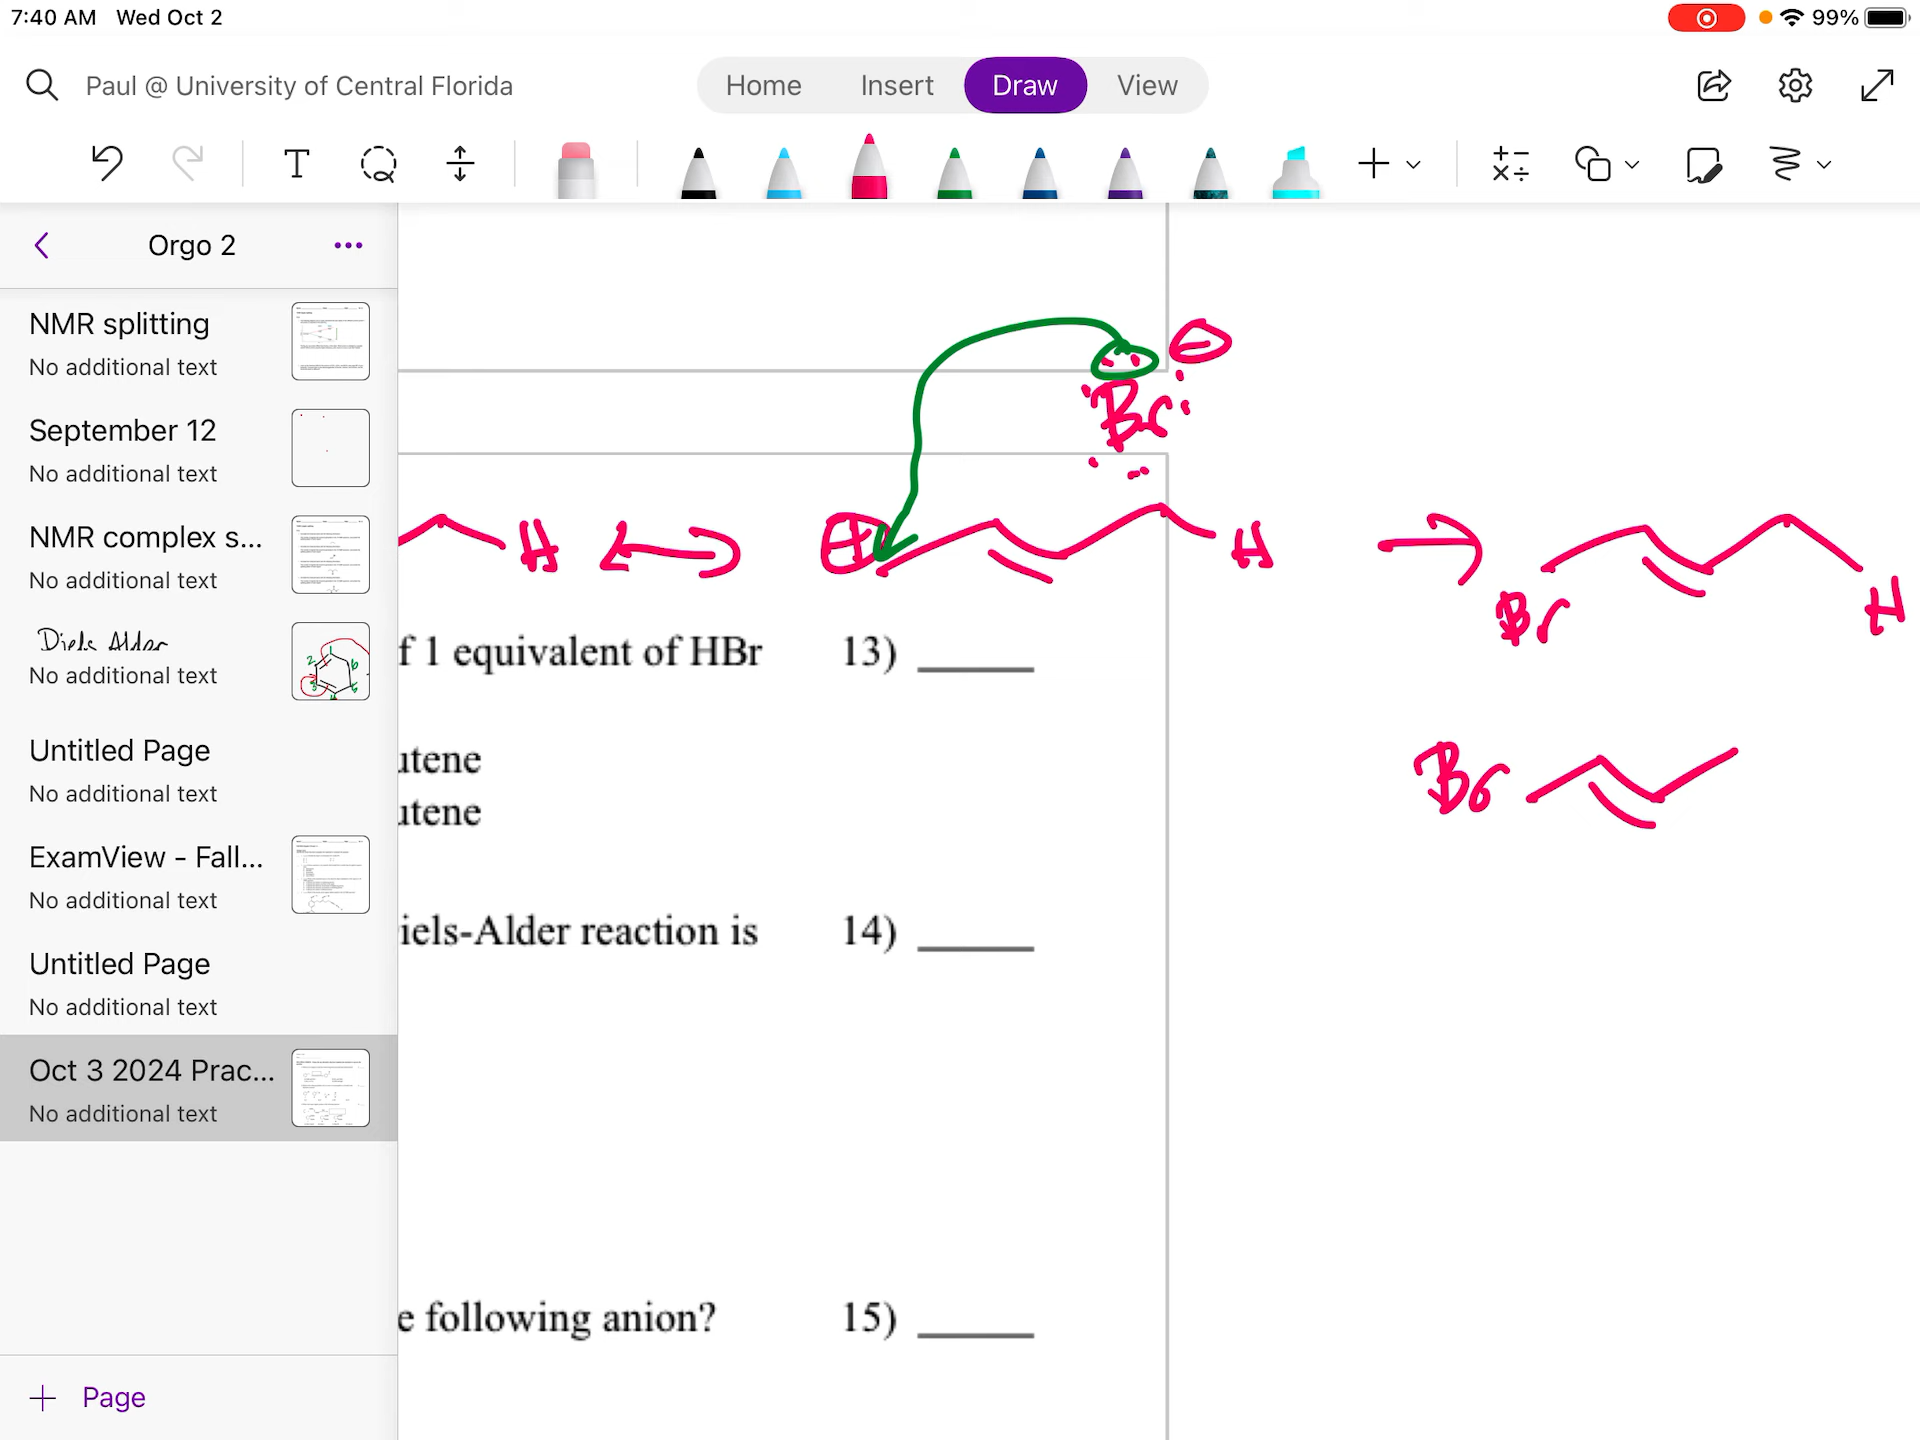 7:40 AM Wed Oct 2
99%
Paul @ University of Central Florida
Home
Insert
Draw
View
T
Orgo 2
NMR splitting
No additional text
September 12
No additional text
NMR complex s...
No additional text
Diels Alder
No additional text
Untitled Page
No additional text
ExamView - Fall...
No additional text
Untitled Page
No additional text
Oct 3 2024 Prac...
No additional text
+ Page
Br
H
+
H
Br
H
f 1 equivalent of HBr 13)
Br
utene
utene
iels-Alder reaction is 14)
e following anion? 15)